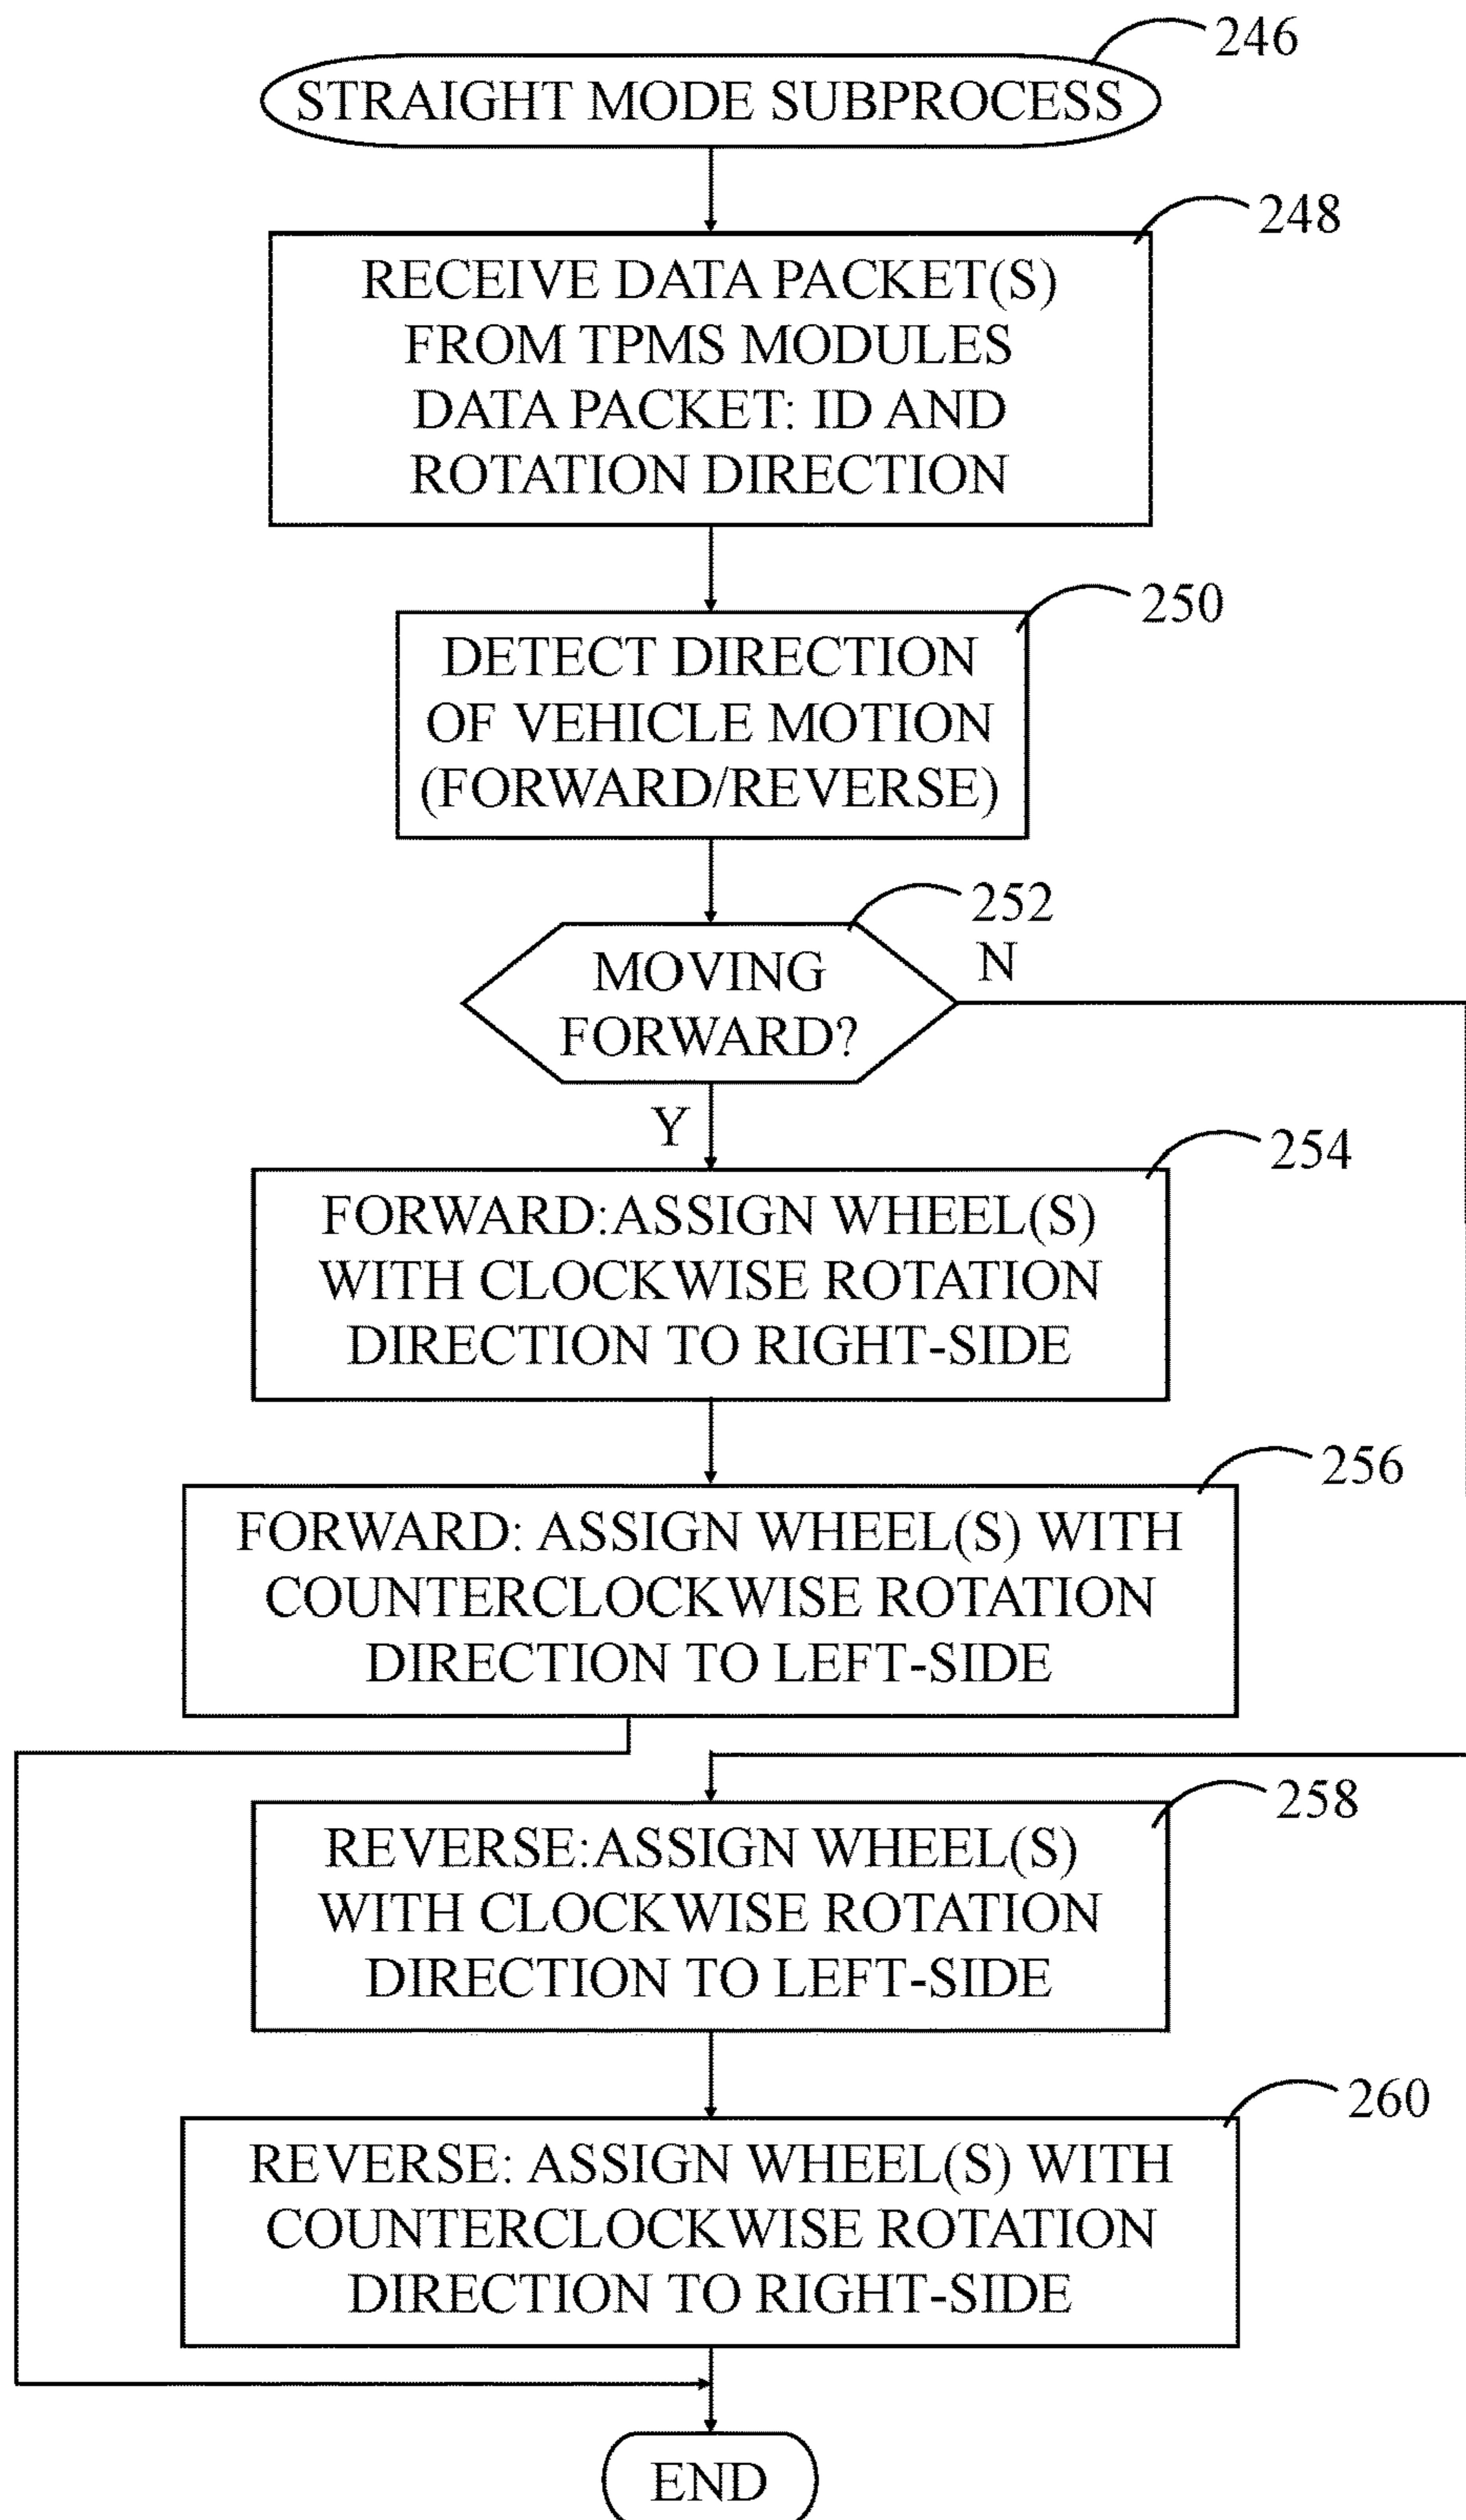 246
STRAIGHT MODE SUBPROCESS
248
RECEIVE DATA PACKET(S)
FROM TPMS MODULES
DATA PACKET: ID AND
ROTATION DIRECTION
250
DETECT DIRECTION
OF VEHICLE MOTION
(FORWARD/REVERSE)
252
N
MOVING
FORWARD?
Y
254
FORWARD:ASSIGN WHEEL(S)
WITH CLOCKWISE ROTATION
DIRECTION TO RIGHT-SIDE
256
FORWARD: ASSIGN WHEEL(S) WITH
COUNTERCLOCKWISE ROTATION
DIRECTION TO LEFT-SIDE
258
REVERSE:ASSIGN WHEEL(S)
WITH CLOCKWISE ROTATION
DIRECTION TO LEFT-SIDE
260
REVERSE: ASSIGN WHEEL(S) WITH
COUNTERCLOCKWISE ROTATION
DIRECTION TO RIGHT-SIDE
END